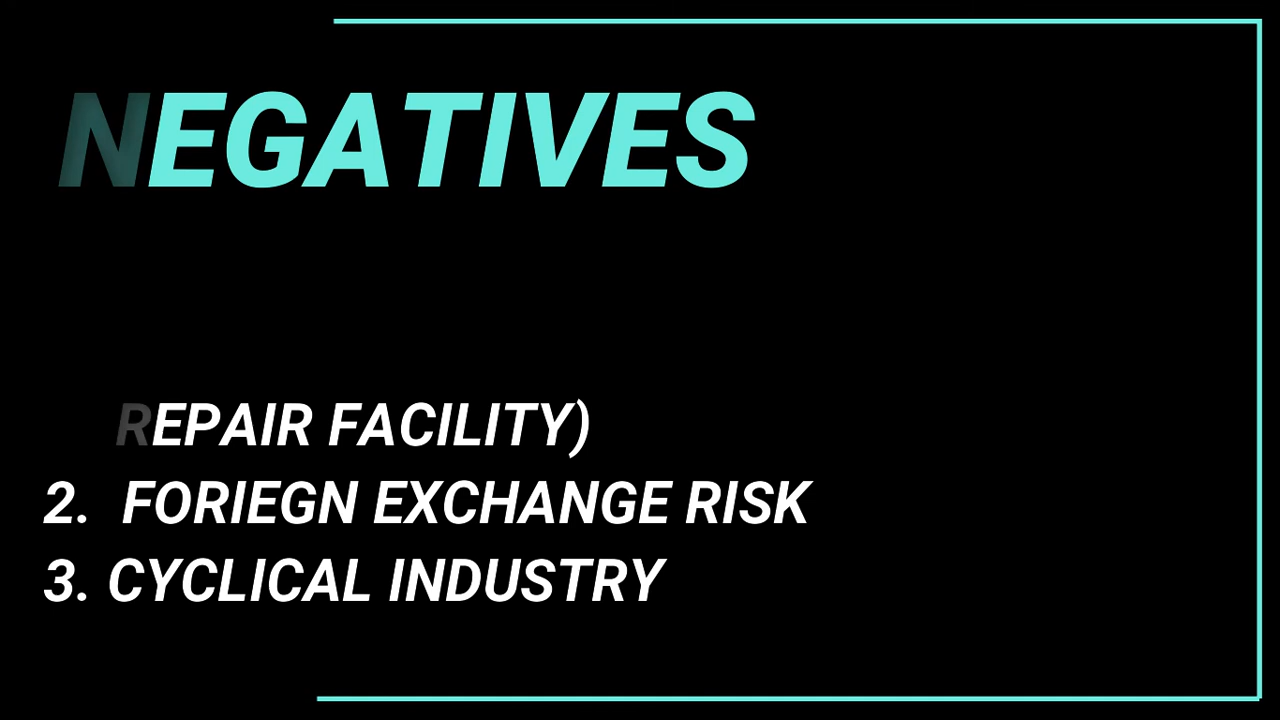 NEGATIVES
REPAIR FACILITY)
2. FORIEGN EXCHANGE RISK
3. CYCLICAL INDUSTRY